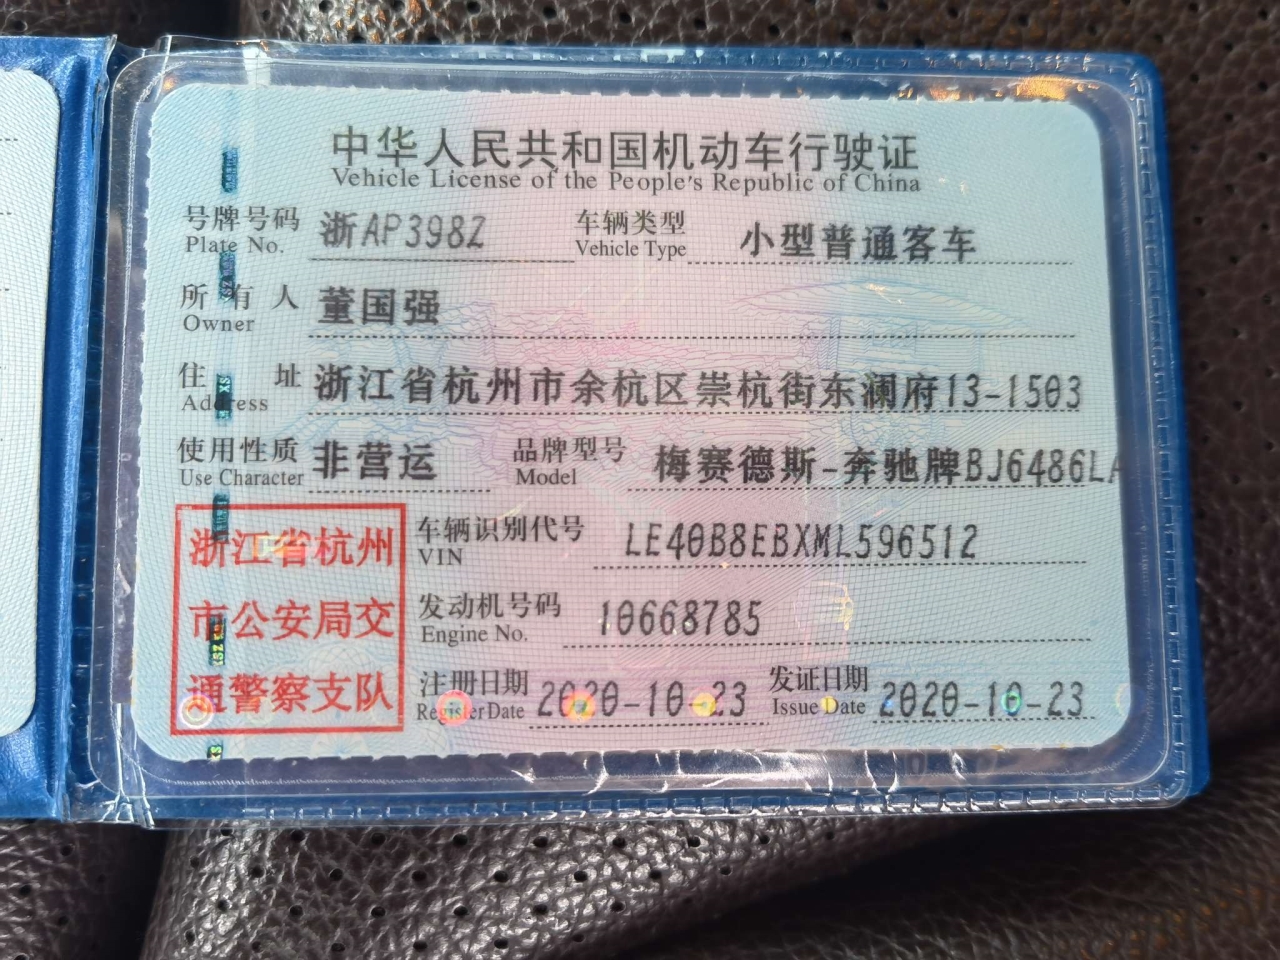 中华人民共和国机动车行驶证
Vehicle License of the People's Republic of China
号牌号码 浙AP398Z 车辆类型 小型普通客车
Plate No. Vehicle Type
所有人 董国强
Owner
住址 浙江省杭州市余杭区崇杭街东澜府13-1503
Address
使用性质 非营运 品牌型号 梅赛德斯-奔驰牌BJ6486LA
Use Character Model
浙江省杭州
市公安局交
通警察支队
车辆识别代号 LE40B8EBXML596512
VIN
发动机号码 10668785
Engine No.
注册日期 2020-10-23 发证日期 2020-10-23
Register Date Issue Date